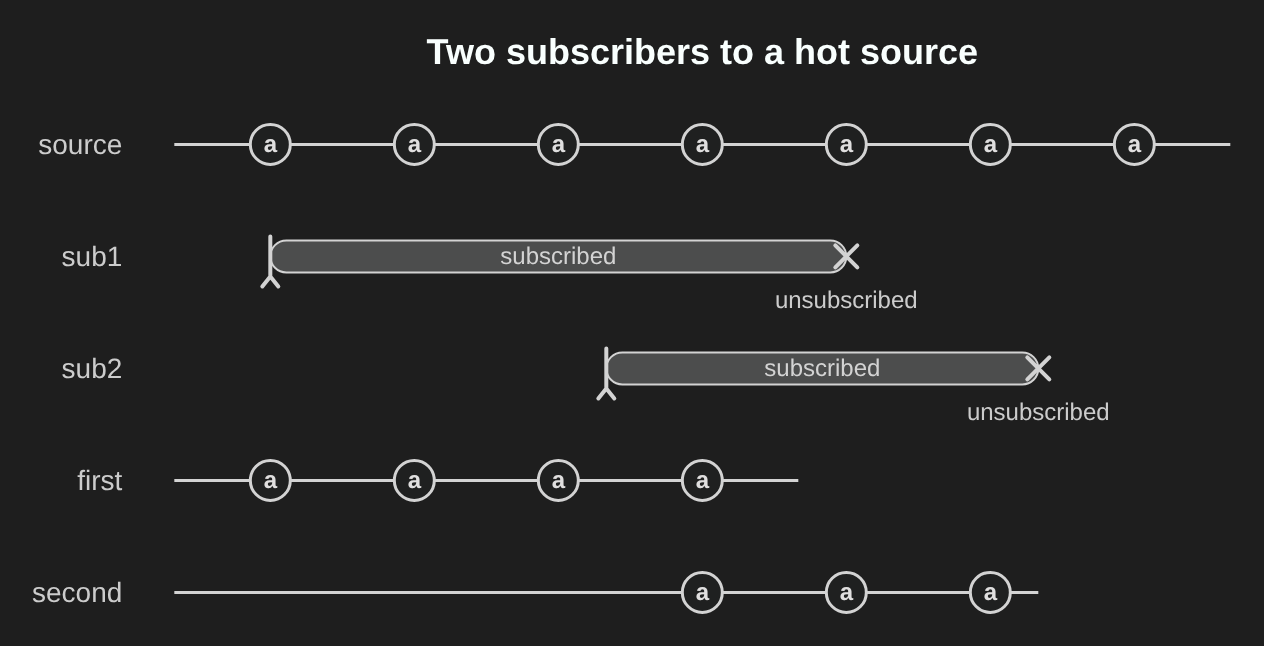 Two subscribers to a hot source
source a a a a a a a
sub1 subscribed
unsubscribed
sub2 subscribed
unsubscribed
first a a a a
second a a a